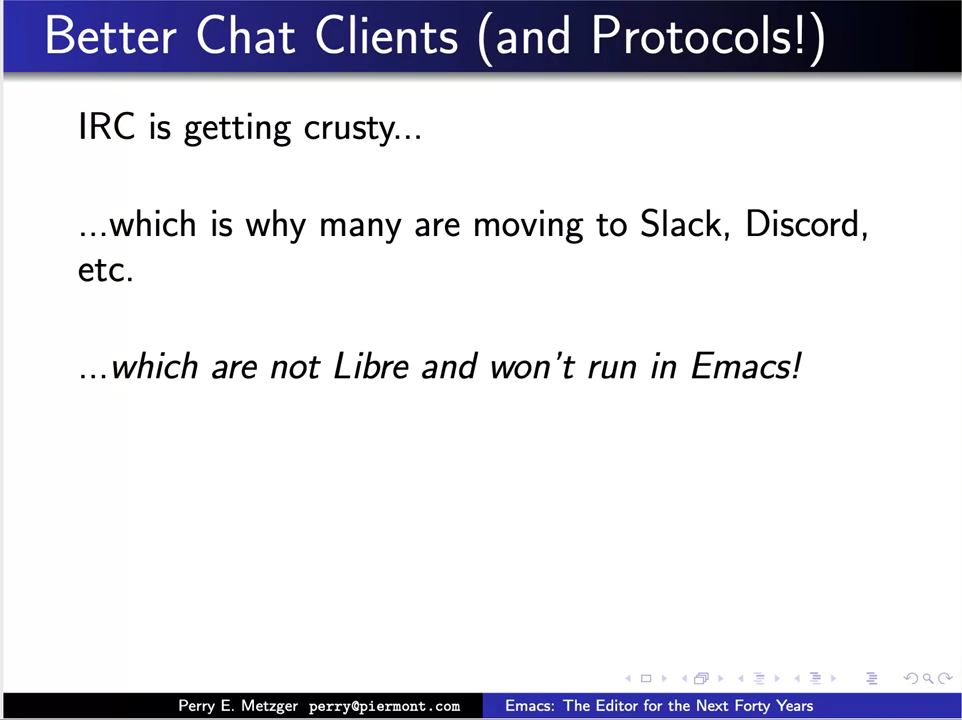 Better Chat Clients (and Protocols!)
IRC is getting crusty...
...which is why many are moving to Slack, Discord,
etc.
...which are not Libre and won't run in Emacs!
Perry E. Metzger perry@piermont.com
Emacs: The Editor for the Next Forty Years